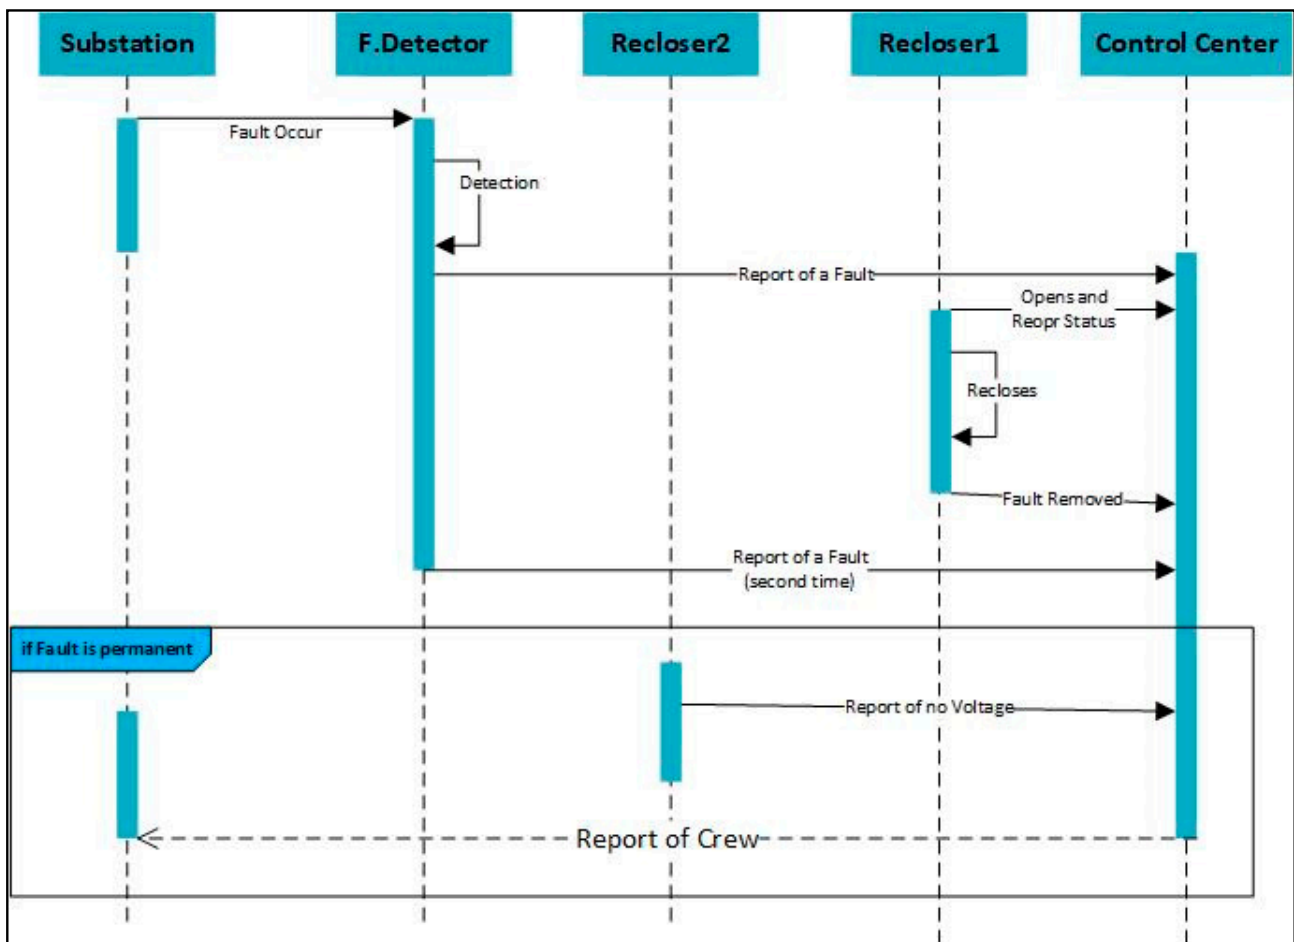 Substation
F.Detector
Recloser2
Recloser1
Control Center
Fault Occur
Detection
Report of a Fault
Opens and
Reopr Status
Recloses
Fault Removed
Report of a Fault
(second time)
if Fault is permanent
Report of no Voltage
Report of Crew